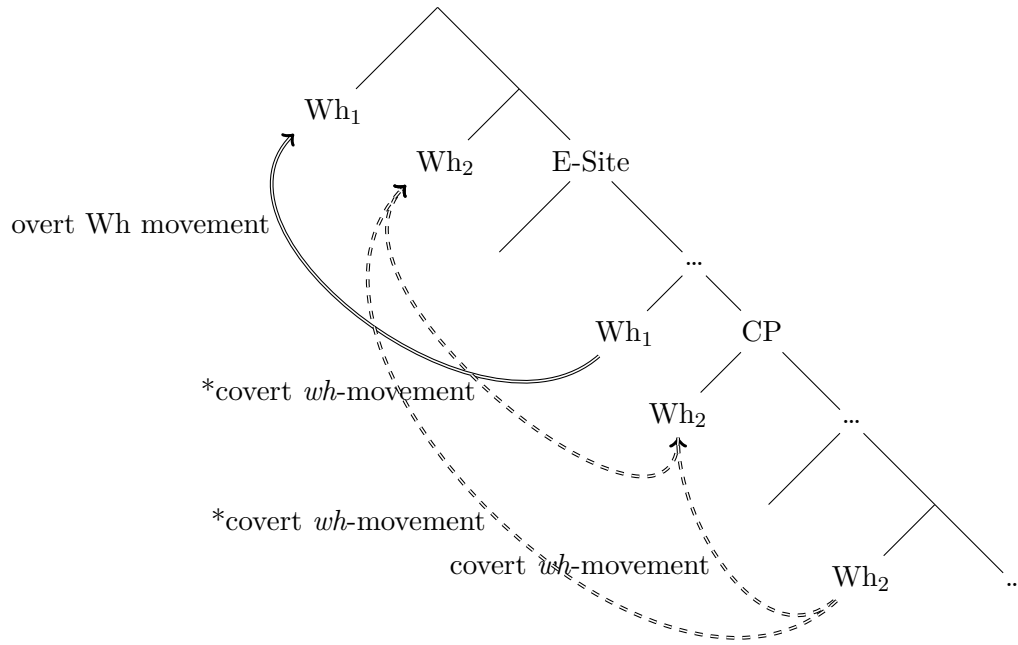 Wh₁
Wh₂
E-Site
overt Wh movement
...
Wh₁
CP
*covert wh-movement
Wh₂
...
*covert wh-movement
covert wh-movement
Wh₂
..